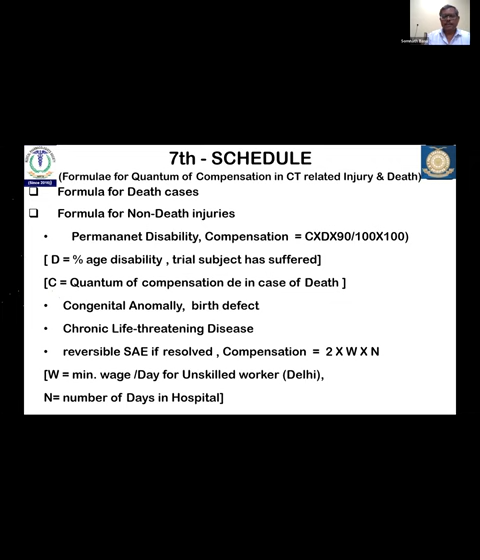 7th - SCHEDULE
(Formulae for Quantum of Compensation in CT related Injury & Death)
Formula for Death cases
Formula for Non-Death injuries
• Permananet Disability, Compensation = CXDX90/100X100)
[ D = % age disability , trial subject has suffered]
[C = Quantum of compensation de in case of Death ]
• Congenital Anomally, birth defect
• Chronic Life-threatening Disease
• reversible SAE if resolved , Compensation = 2 X W X N
[W = min. wage /Day for Unskilled worker (Delhi),
N= number of Days in Hospital]